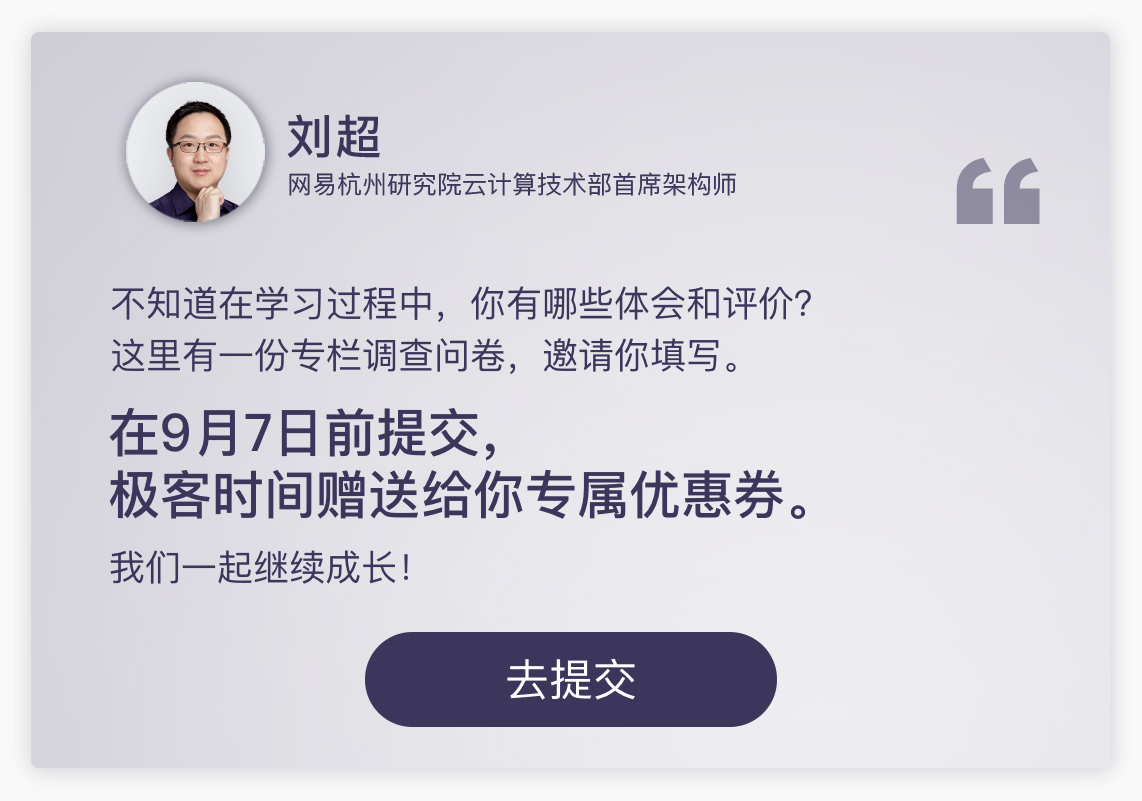 刘超
网易杭州研究院云计算技术部首席架构师
不知道在学习过程中，你有哪些体会和评价？
这里有一份专栏调查问卷，邀请你填写。
在9月7日前提交，
极客时间赠送给你专属优惠券。
我们一起继续成长！
去提交